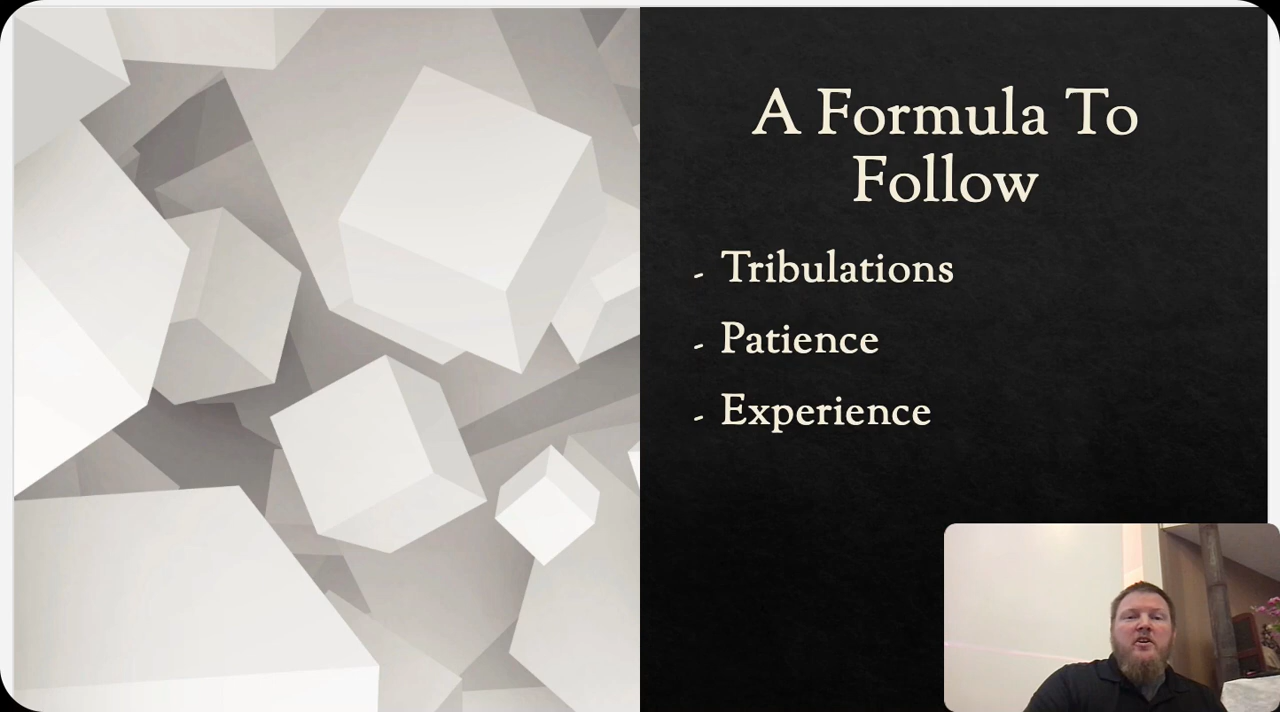 A Formula To
Follow
- Tribulations
- Patience
- Experience